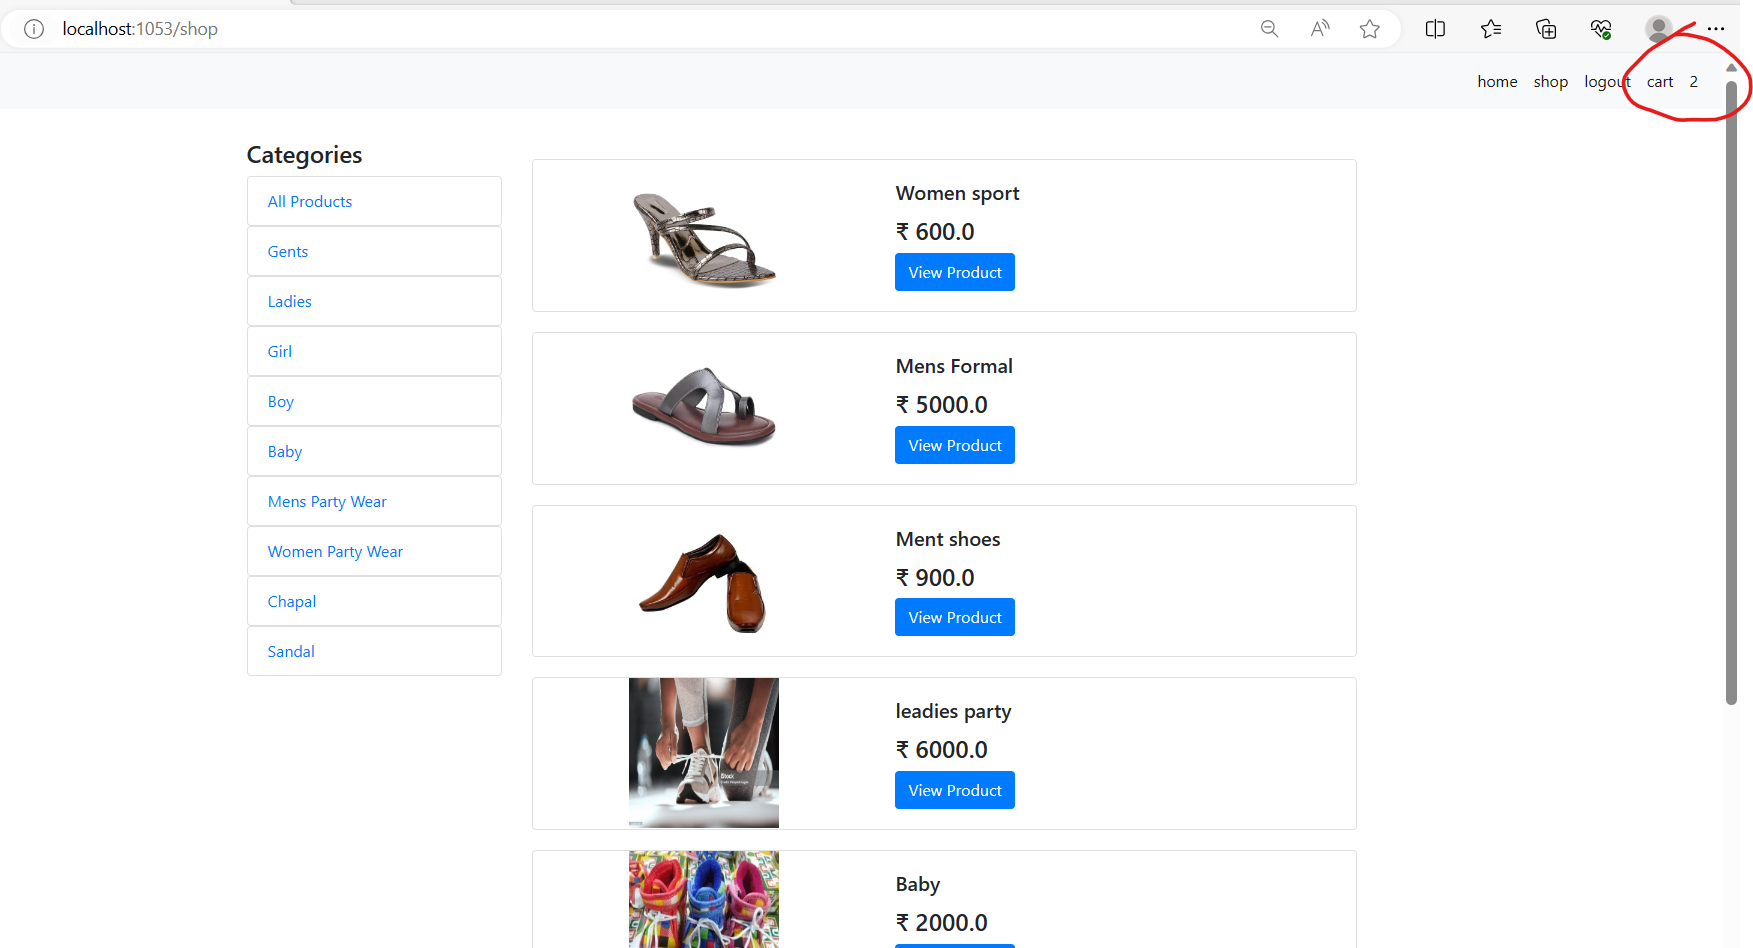 localhost:1053/shop
home shop logout cart 2
Categories
All Products
Gents
Ladies
Girl
Boy
Baby
Mens Party Wear
Women Party Wear
Chapal
Sandal
Women sport
₹ 600.0
View Product
Mens Formal
₹ 5000.0
View Product
Ment shoes
₹ 900.0
View Product
leadies party
₹ 6000.0
View Product
Baby
₹ 2000.0